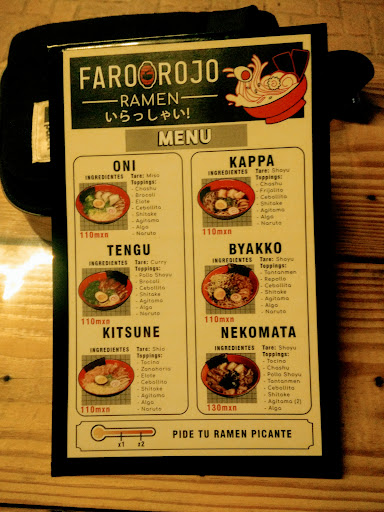 FARO ROJO
RAMEN
いらっしゃい!
MENU
ONI
INGREDIENTES
Tare: Miso
Toppings:
- Chashu
- Brocoli
- Elote
- Cebollita
- Shitake
- Agitama
- Alga
- Naruto
110mxn
KAPPA
INGREDIENTES
Tare: Shoyu
Toppings:
- Chashu
- Frijolito
- Cebollita
- Shitake
- Agitama
- Alga
- Naruto
110mxn
TENGU
INGREDIENTES
Tare: Curry
Toppings:
- Pollo Shoyu
- Brocoli
- Cebollita
- Shitake
- Agitama
- Alga
- Naruto
110mxn
BYAKKO
INGREDIENTES
Tare: Shoyu
Toppings:
- Tantanmen
- Repollo
- Cebollita
- Shitake
- Agitama
- Alga
- Naruto
110mxn
KITSUNE
INGREDIENTES
Tare: Shio
Toppings:
- Tocino
- Zanahoria
- Elote
- Cebollita
- Shitake
- Agitama
- Alga
- Naruto
110mxn
NEKOMATA
INGREDIENTES
Tare: Shoyu
Toppings:
- Tocino
- Chashu
- Pollo Shoyu
- Tantanmen
- Cebollita
- Shitake
- Agitama (2)
- Alga
130mxn
x1 x2
PIDE TU RAMEN PICANTE